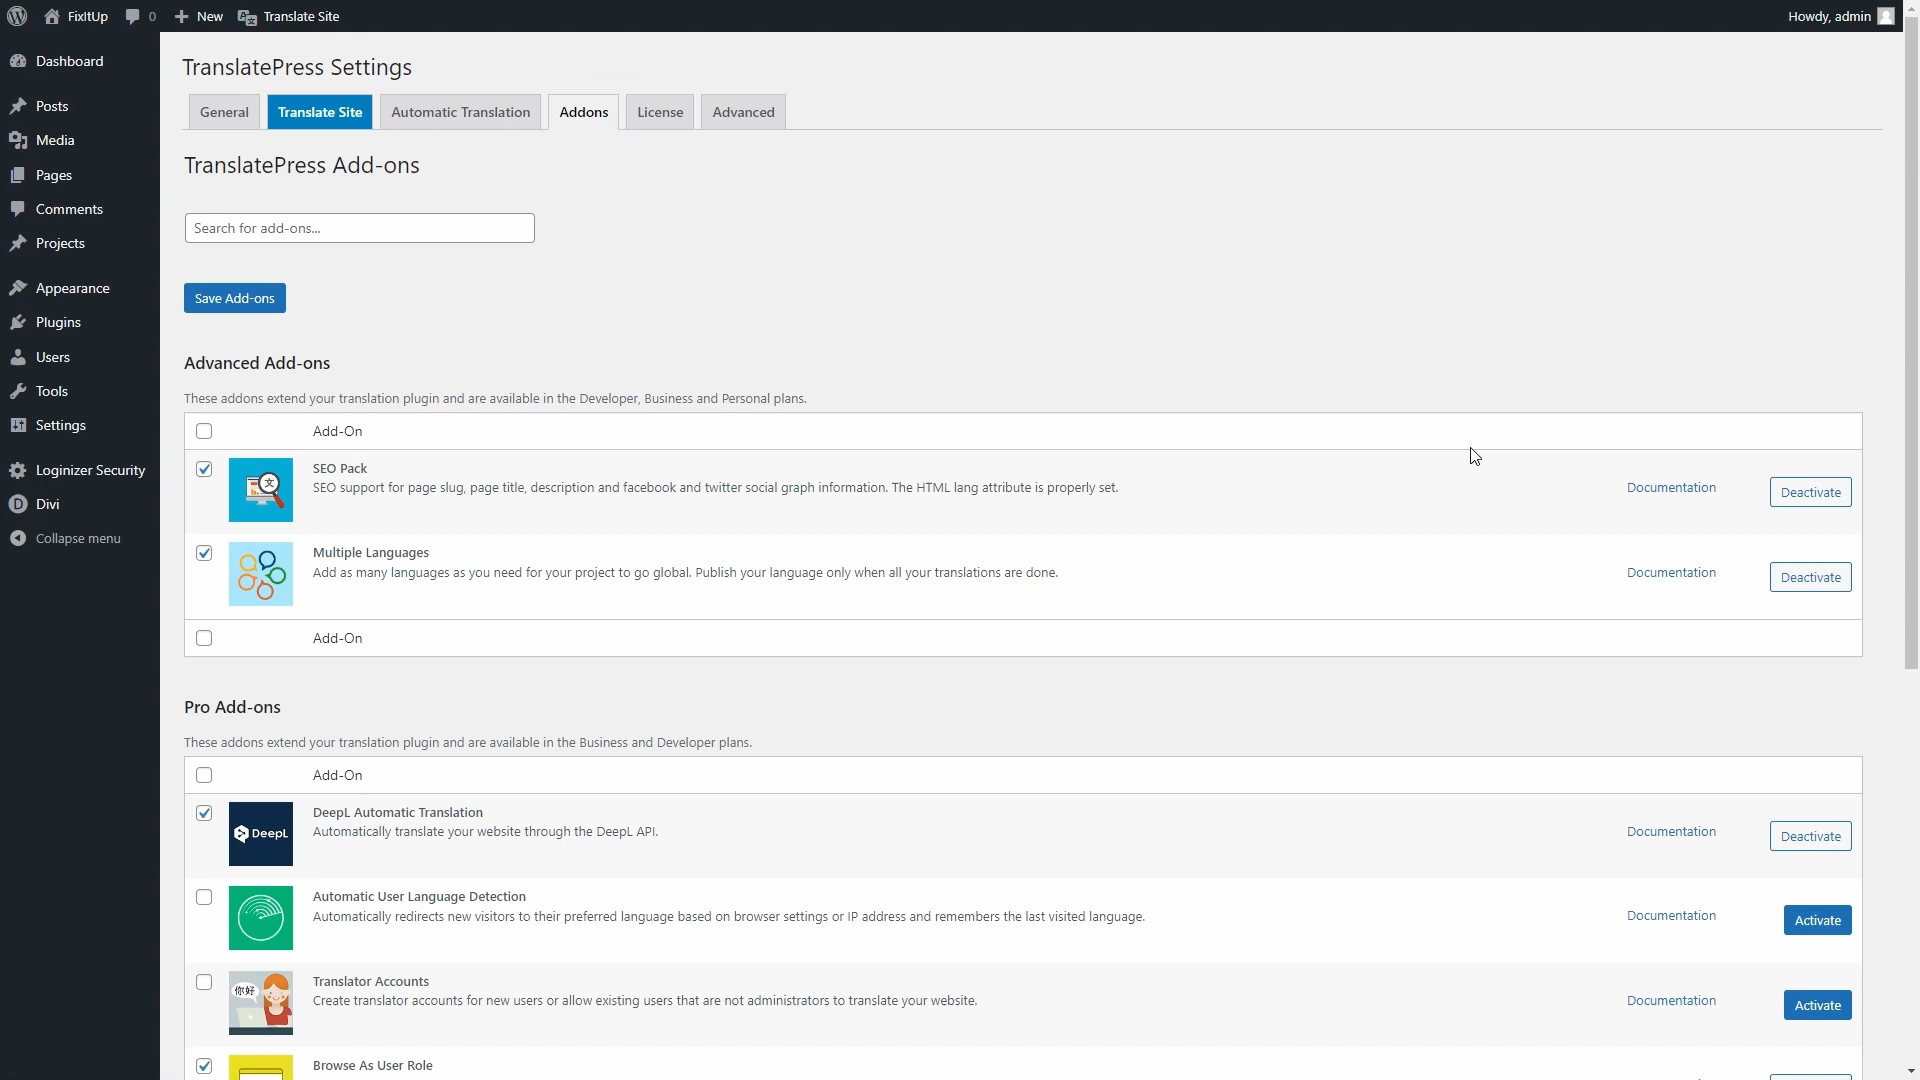 FixItUp
0
New
Translate Site
Howdy, admin
Dashboard
Posts
Media
Pages
Comments
Projects
Appearance
Plugins
Users
Tools
Settings
Loginizer Security
Divi
Collapse menu
TranslatePress Settings
General
Translate Site
Automatic Translation
Addons
License
Advanced
TranslatePress Add-ons
Search for add-ons...
Save Add-ons
Advanced Add-ons
These addons extend your translation plugin and are available in the Developer, Business and Personal plans.
Add-On
SEO Pack
SEO support for page slug, page title, description and facebook and twitter social graph information. The HTML lang attribute is properly set.
Documentation
Deactivate
Multiple Languages
Add as many languages as you need for your project to go global. Publish your language only when all your translations are done.
Documentation
Deactivate
Add-On
Pro Add-ons
These addons extend your translation plugin and are available in the Business and Developer plans.
Add-On
DeepL
DeepL Automatic Translation
Automatically translate your website through the DeepL API.
Documentation
Deactivate
Automatic User Language Detection
Automatically redirects new visitors to their preferred language based on browser settings or IP address and remembers the last visited language.
Documentation
Activate
你好
Translator Accounts
Create translator accounts for new users or allow existing users that are not administrators to translate your website.
Documentation
Activate
Browse As User Role